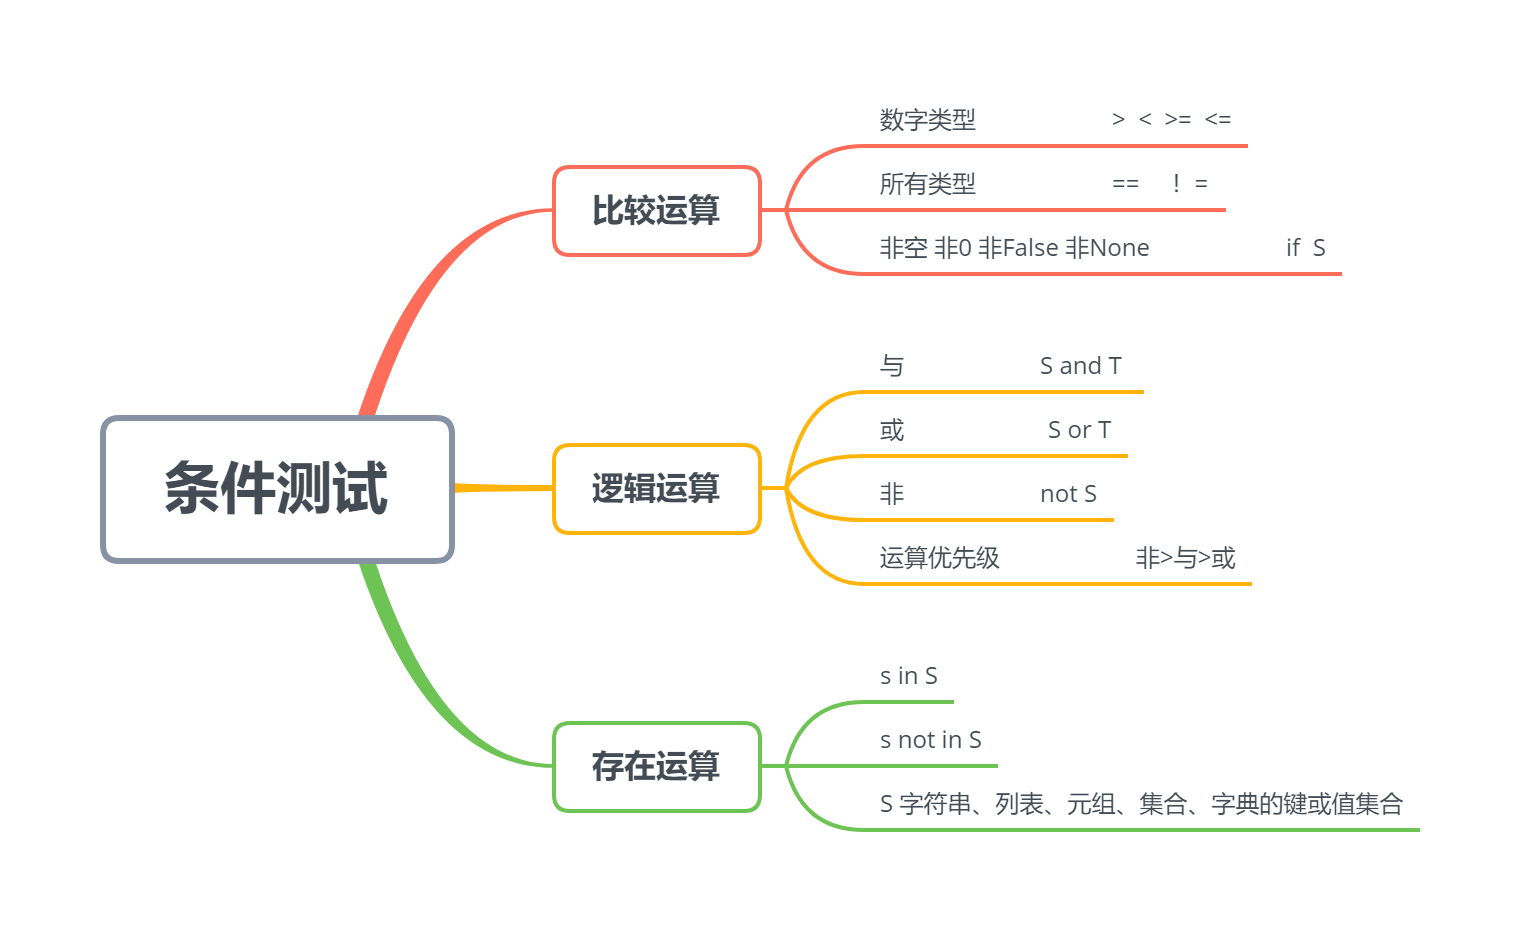 条件测试
比较运算
数字类型 > < >= <=
所有类型 == ! =
非空 非0 非False 非None if S
逻辑运算
与 S and T
或 S or T
非 not S
运算优先级 非>与>或
存在运算
s in S
s not in S
S 字符串、列表、元组、集合、字典的键或值集合